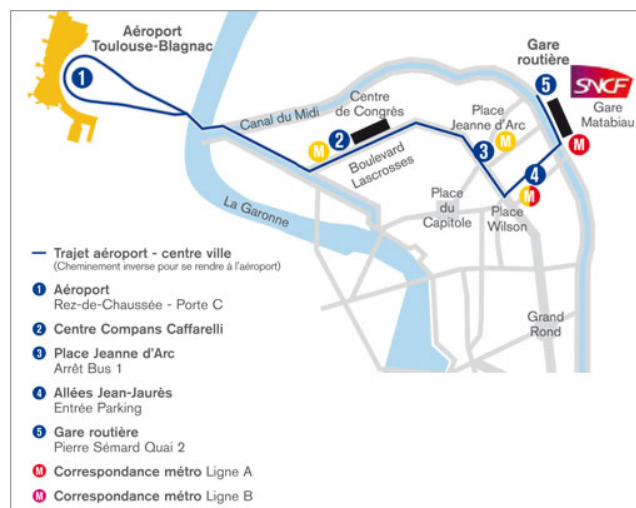 Aéroport
Toulouse-Blagnac
1
Canal du Midi
Centre
de Congrès
M
2
Boulevard
Lascrosses
Place
Jeanne d'Arc
3
M
Gare
routière
5
SNCF
Gare
Matabiau
M
4
M
Place
Wilson
Place
du
Capitole
La Garonne
Grand
Rond
Trajet aéroport - centre ville
(Cheminement inverse pour se rendre à l'aéroport)
1 Aéroport
Rez-de-Chaussée - Porte C
2 Centre Compans Caffarelli
3 Place Jeanne d'Arc
Arrêt Bus 1
4 Allées Jean-Jaurès
Entrée Parking
5 Gare routière
Pierre Sémard Quai 2
M Correspondance métro Ligne A
M Correspondance métro Ligne B